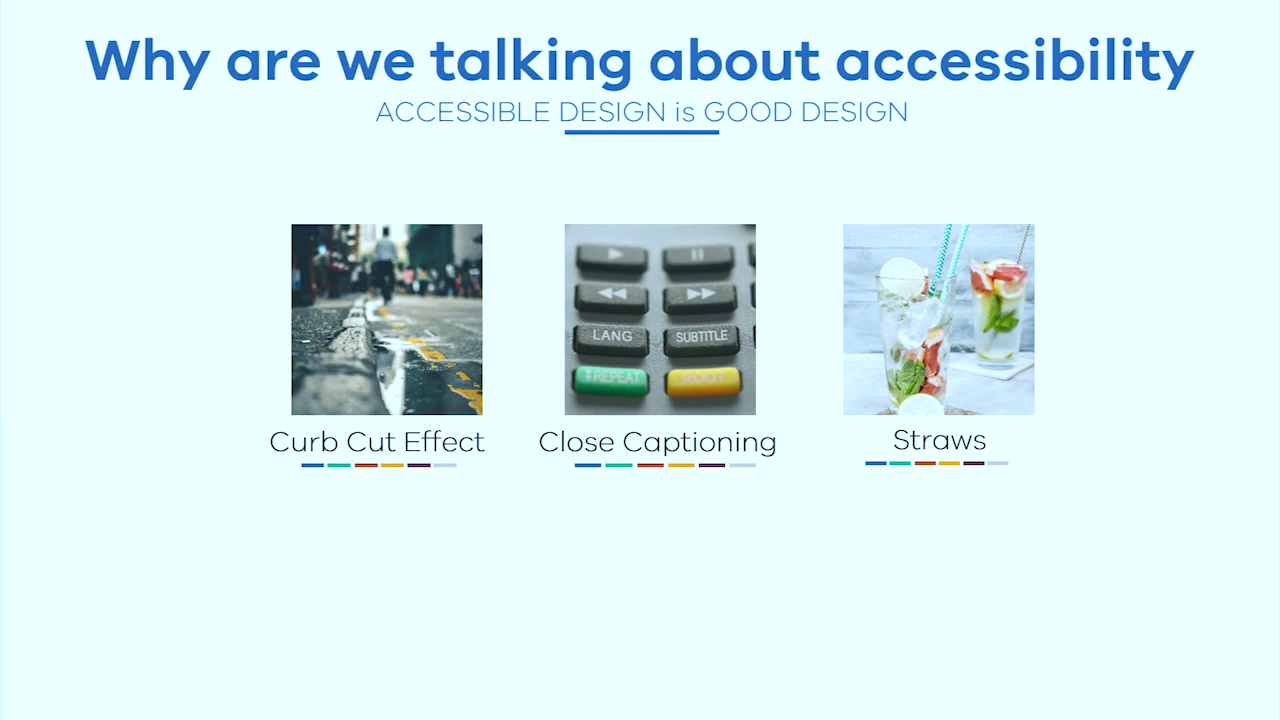 Why are we talking about accessibility
ACCESSIBLE DESIGN is GOOD DESIGN
LANG
SUBTITLE
REPEAT
ROOT
Curb Cut Effect
Close Captioning
Straws